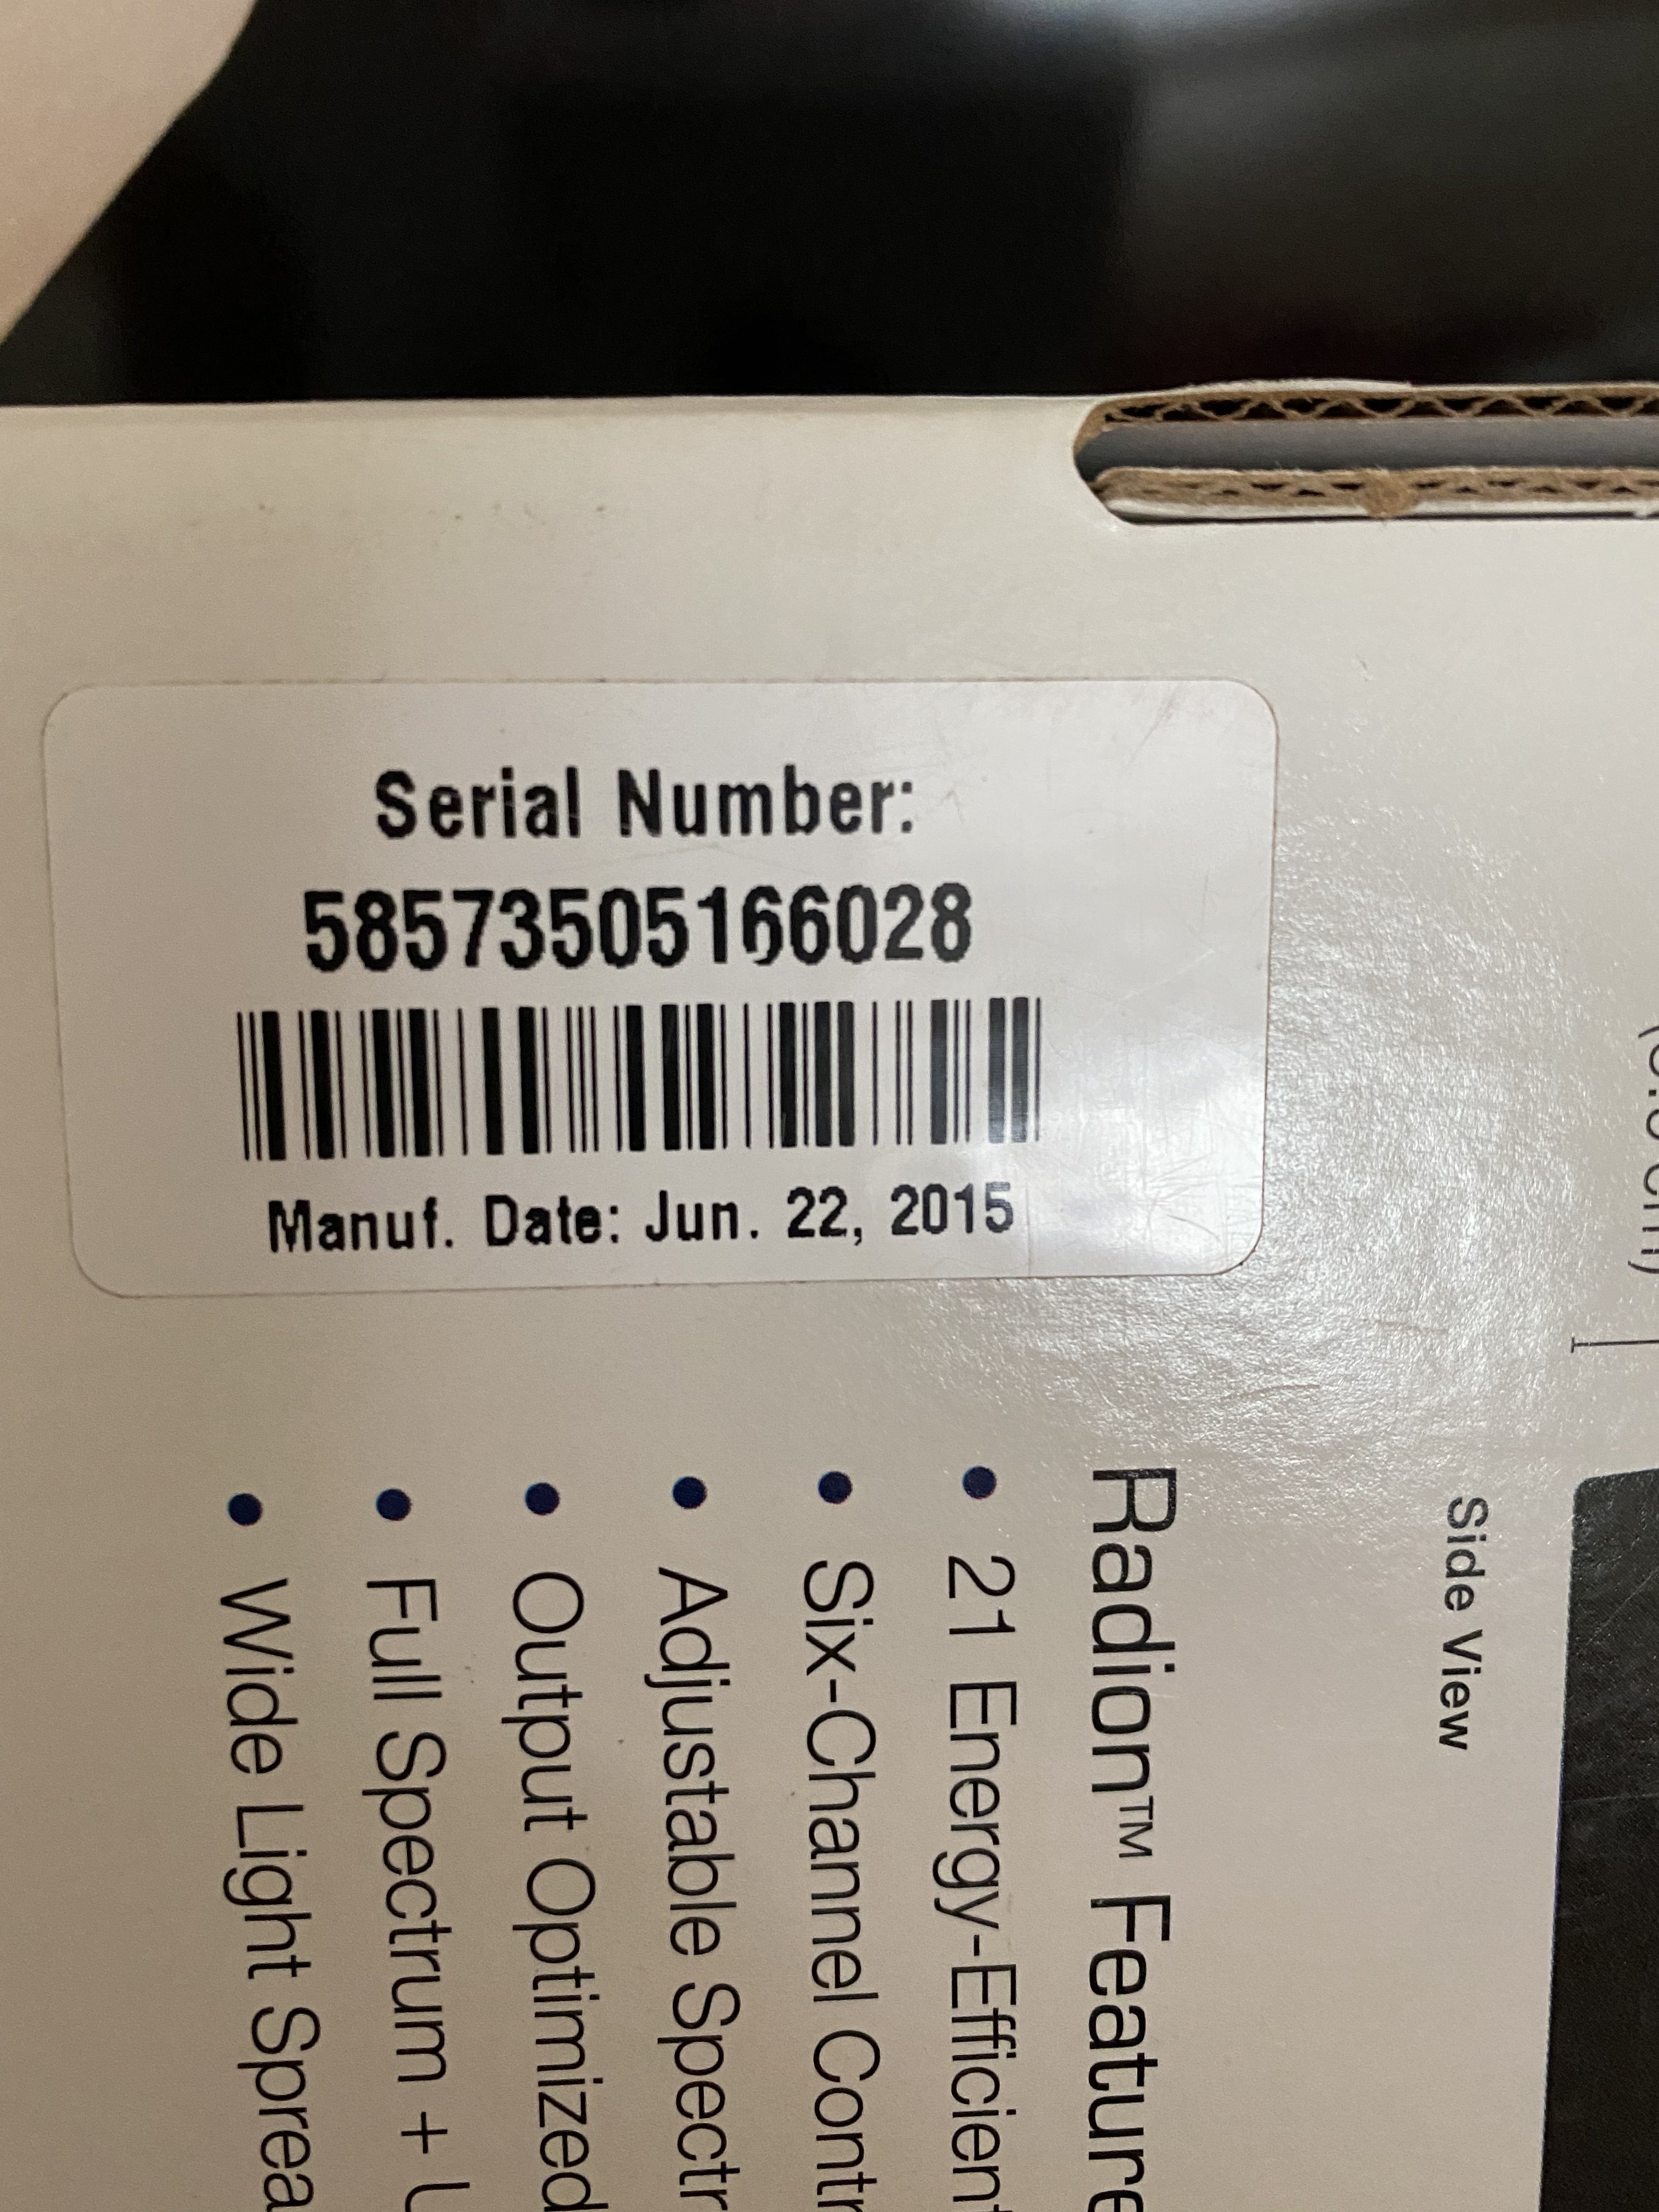 Serial Number:
58573505166028
Manuf. Date: Jun. 22, 2015
Side View
Radion™ Feature
• 21 Energy-Efficient
• Six-Channel Contr
• Adjustable Spectr
• Output Optimized
• Full Spectrum + U
• Wide Light Sprea